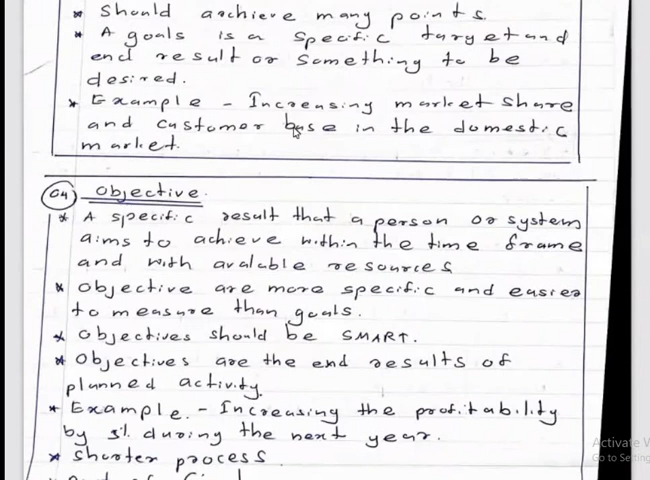 * Should archieve many points.
* A goals is a specific target and
end result or something to be
desired.
* Example - Increasing market share
and customer base in the domestic
market.
04 Objective.
* A specific result that a person or system
aims to achieve within the time frame
and with avalable resources
* Objective are more specific and easier
to measure than goals.
* Objectives should be SMART.
* Objectives are the end results of
planned activity.
* Example. - Increasing the profitability
by 3% during the next year.
* Shorter process
Activate W
Go to Setting